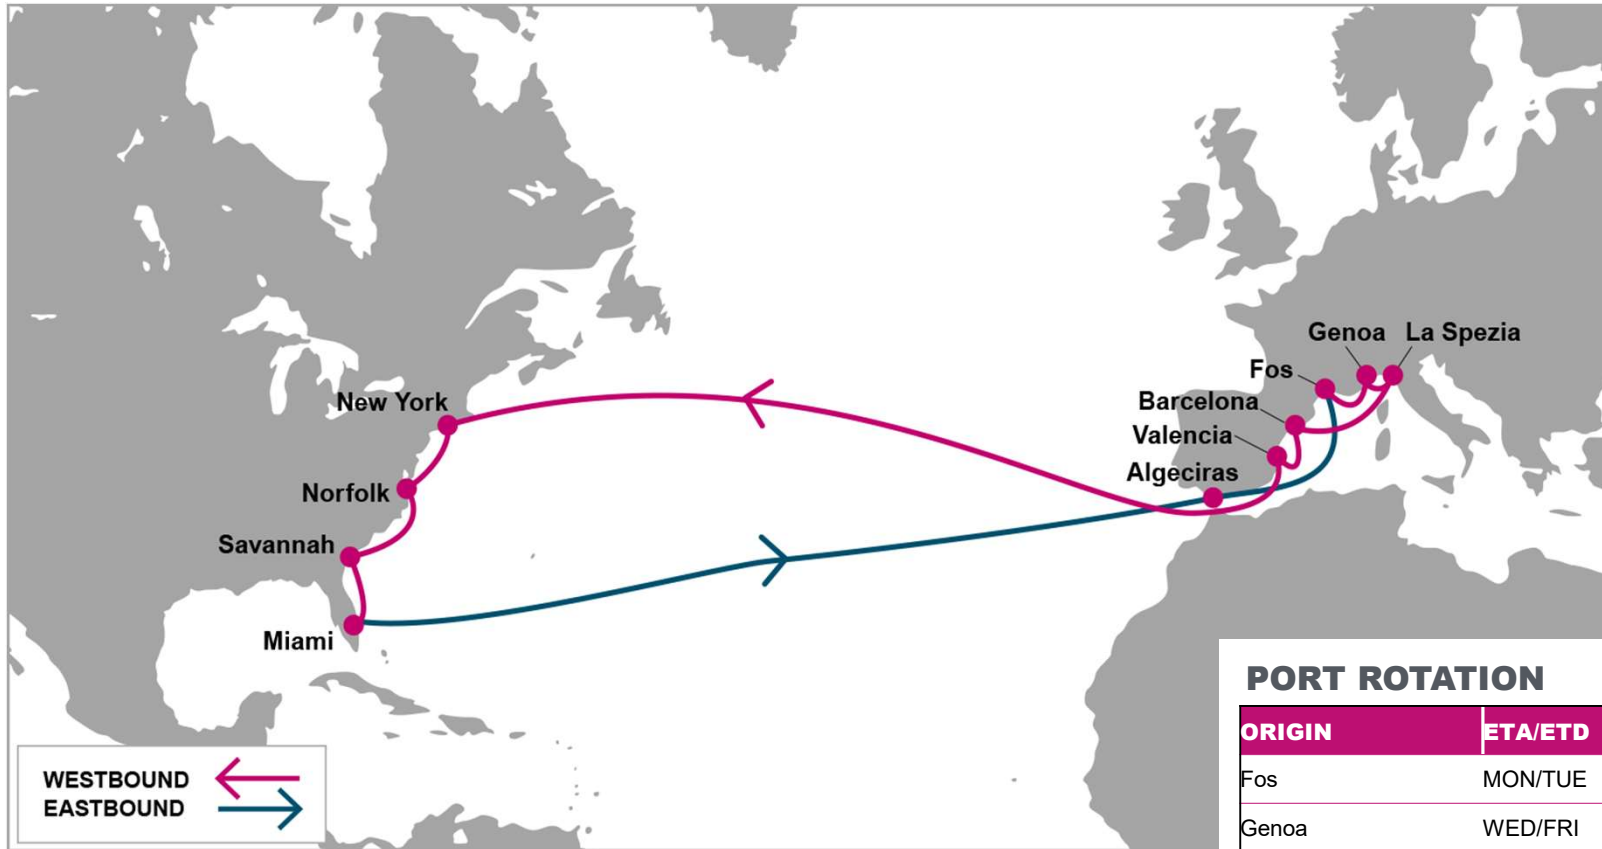 Genoa La Spezia
Fos
Barcelona
New York
Valencia
Algeciras
Norfolk
Savannah
Miami
PORT ROTATION
ORIGIN ETA/ETD
Fos MON/TUE
Genoa WED/FRI
WESTBOUND
EASTBOUND